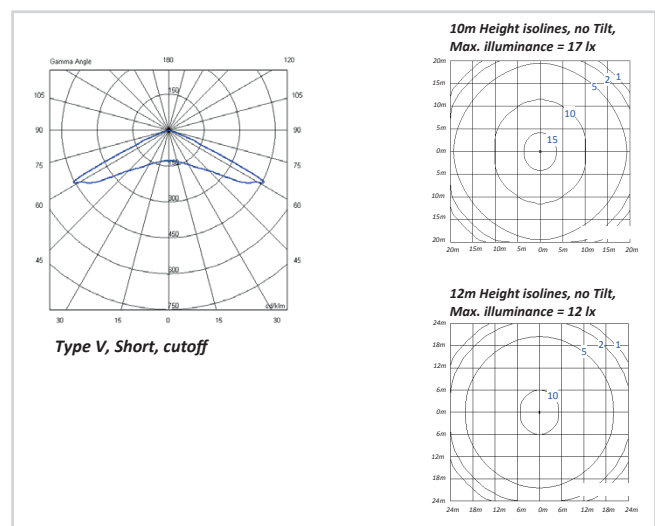 Gamma Angle
180
120
105
105
150
90
90
75
75
300
60
60
450
45
45
600
750
cd/klm
30
15
0
15
30
Type V, Short, cutoff
10m Height isolines, no Tilt,
Max. illuminance = 17 lx
20m
15m
10m
5m
0m
5m
10m
15m
20m
20m 15m 10m 5m 0m 5m 10m 15m 20m
1
2
5
10
15
12m Height isolines, no Tilt,
Max. illuminance = 12 lx
24m
18m
12m
6m
0m
6m
12m
18m
24m
24m 18m 12m 6m 0m 6m 12m 18m 24m
1
2
5
10